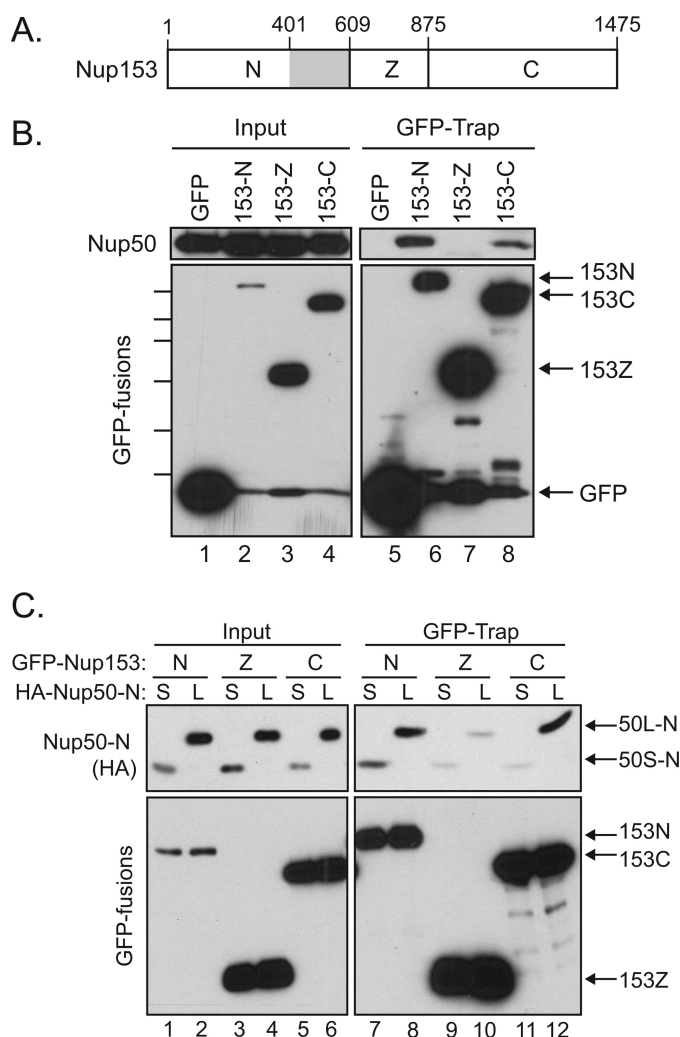 A.
1 401 609 875 1475
Nup153 N Z C
B.
Input GFP-Trap
GFP 153-N 153-Z 153-C GFP 153-N 153-Z 153-C
Nup50
GFP-fusions
153N
153C
153Z
GFP
1 2 3 4 5 6 7 8
C.
Input GFP-Trap
GFP-Nup153: N Z C N Z C
HA-Nup50-N: S L S L S L S L S L S L
Nup50-N
(HA)
50L-N
50S-N
GFP-fusions
153N
153C
153Z
1 2 3 4 5 6 7 8 9 10 11 12